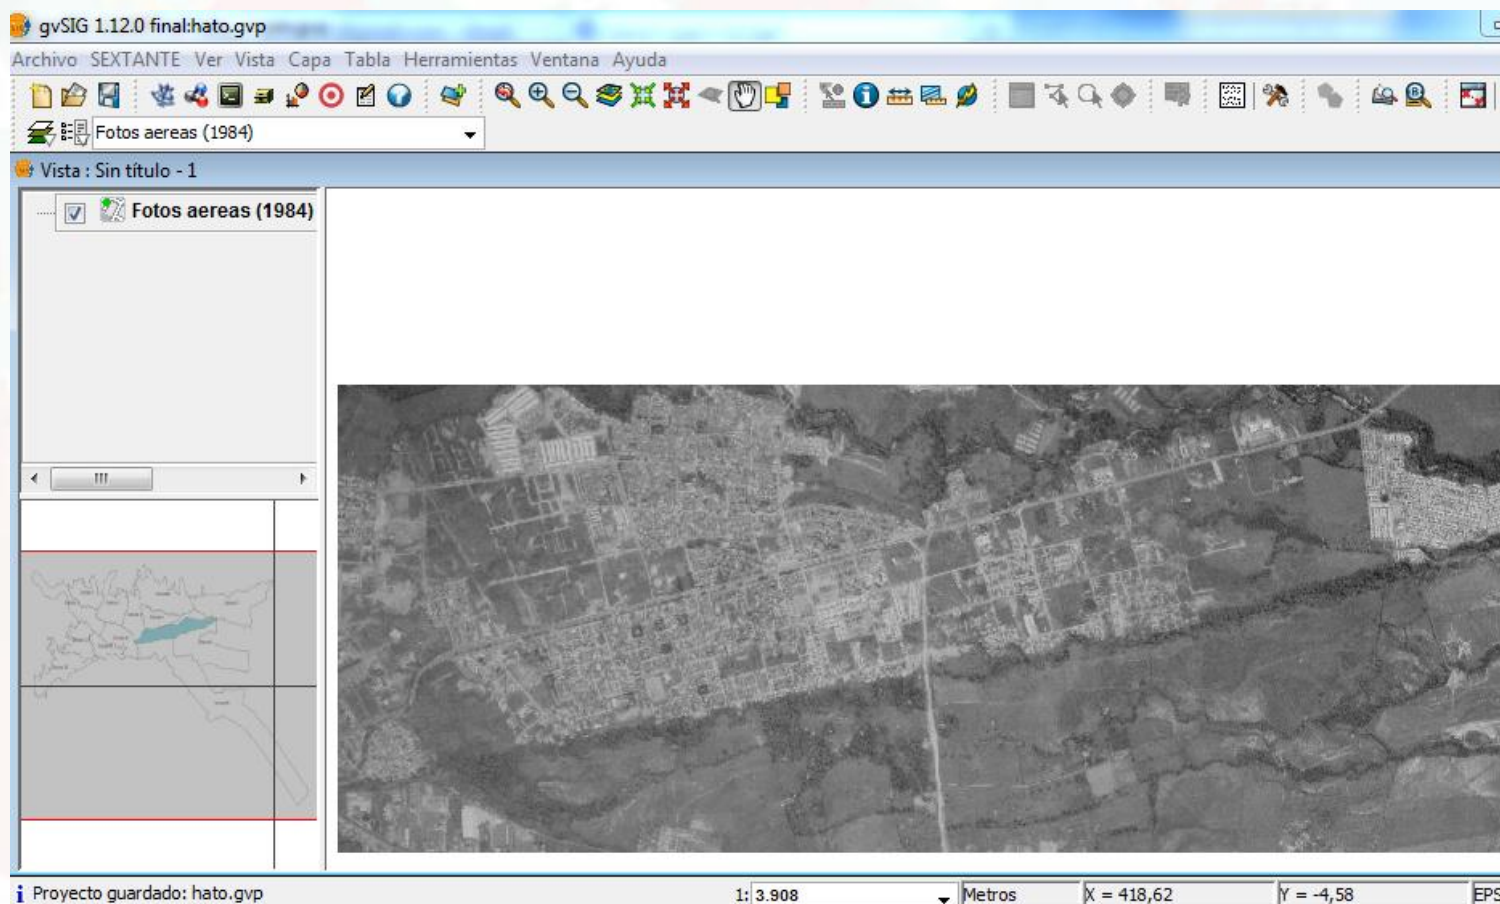 gvSIG 1.12.0 final:hato.gvp
Archivo SEXTANTE Ver Vista Capa Tabla Herramientas Ventana Ayuda
Fotos aereas (1984)
Vista : Sin título - 1
Fotos aereas (1984)
Proyecto guardado: hato.gvp
1: 3.908
Metros
X = 418,62
Y = -4,58
EPS